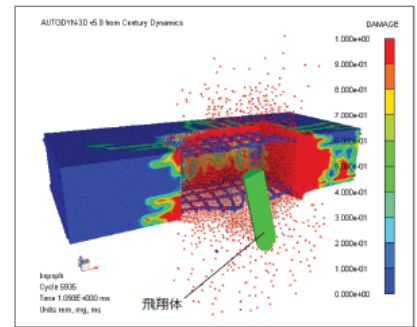 AUTODYN-3D v5.0 from Century Dynamics
DAMAGE
1.000e+00
9.000e-01
8.000e-01
7.000e-01
6.000e-01
5.000e-01
4.000e-01
3.000e-01
2.000e-01
1.000e-01
0.000e+00
bspsph
Cycle 5935
Time 1.050E+000 ms
Units mm, mg, ms
飛翔体